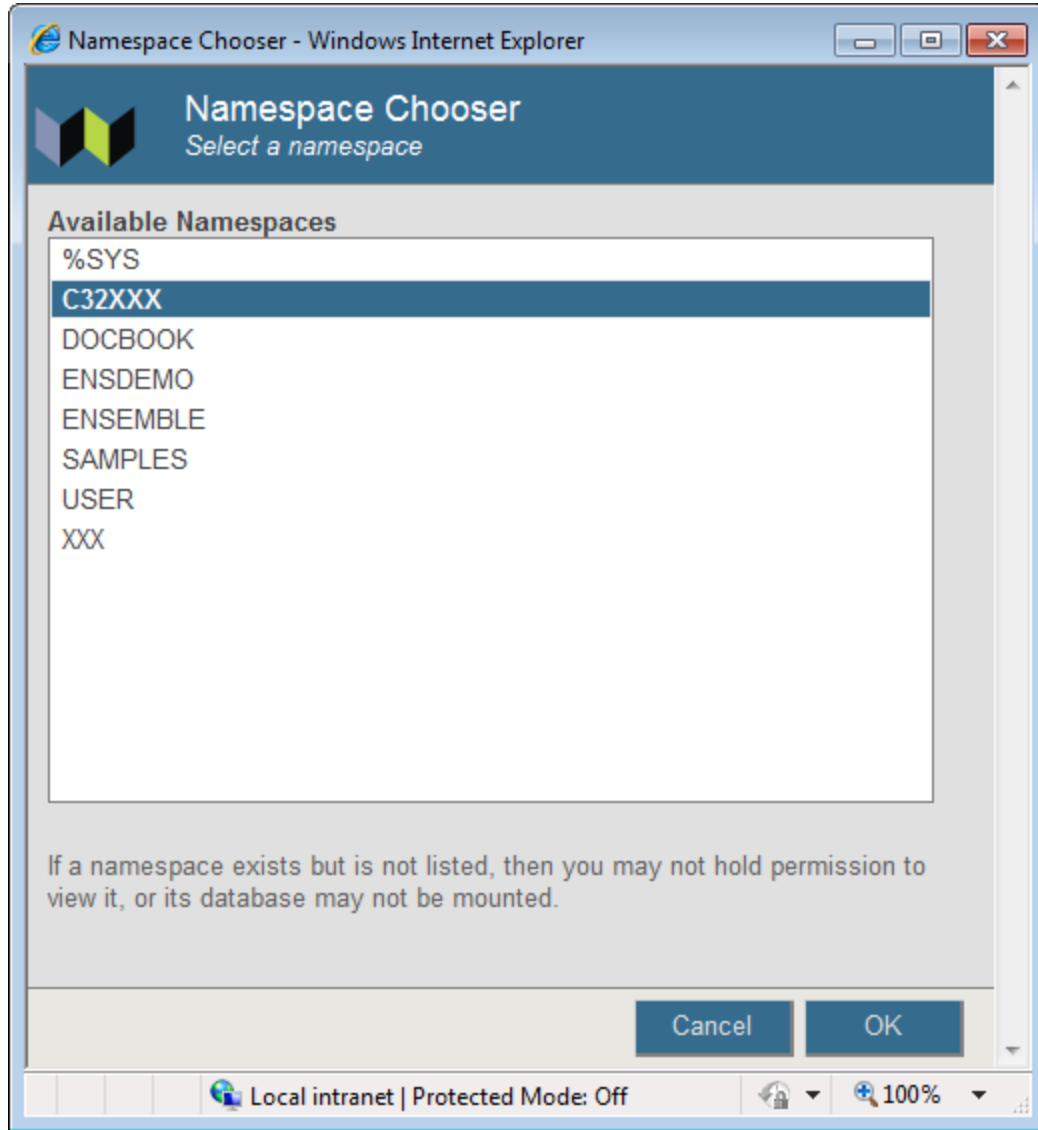 Namespace Chooser - Windows Internet Explorer
Namespace Chooser
Select a namespace
Available Namespaces
%SYS
C32XXX
DOCBOOK
ENSDEMO
ENSEMBLE
SAMPLES
USER
XXX
If a namespace exists but is not listed, then you may not hold permission to
view it, or its database may not be mounted.
Cancel OK
Local intranet | Protected Mode: Off 100%